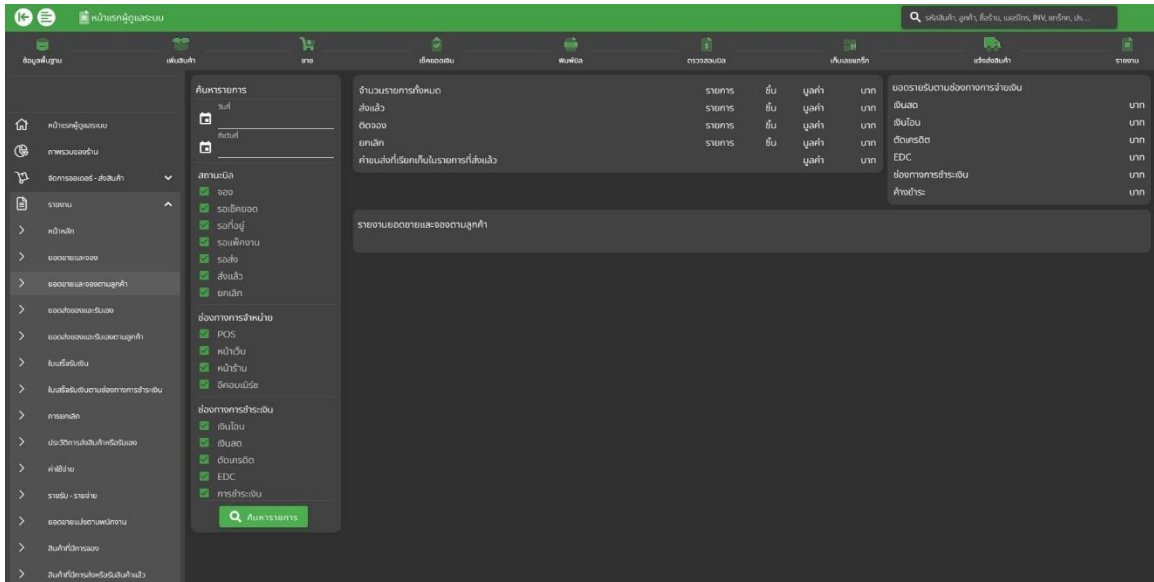 หน้าแรกผู้ดูแลระบบ
รหัสสินค้า, ลูกค้า, ชื่อร้าน, เบอร์โทร, INV, แทร็กก, ปร...
ข้อมูลพื้นฐาน
เพิ่มสินค้า
ขาย
เช็คยอดเงิน
พิมพ์บิล
ตรวจสอบบิล
เก็บเลขแทร็ก
แจ้งส่งสินค้า
รายงาน
หน้าแรกผู้ดูแลระบบ
ภาพรวมของร้าน
จัดการออเดอร์ - ส่งสินค้า
รายงาน
หน้าหลัก
ยอดขายและจอง
ยอดขายและจองตามลูกค้า
ยอดส่งของและรับเอง
ยอดส่งของและรับเองตามลูกค้า
ใบเสร็จรับเงิน
ใบเสร็จรับเงินตามช่องทางการชำระเงิน
การยกเลิก
ประวัติการส่งสินค้าหรือรับเอง
ค่าใช้จ่าย
รายรับ - รายจ่าย
ยอดขายแบ่งตามพนักงาน
สินค้าที่มีการจอง
สินค้าที่มีการส่งหรือรับสินค้าแล้ว
ค้นหารายการ
วันที่
ถึงวันที่
สถานะบิล
จอง
รอเช็คยอด
รอที่อยู่
รอแพ็คงาน
รอส่ง
ส่งแล้ว
ยกเลิก
ช่องทางการจำหน่าย
POS
หน้าเว็บ
หน้าร้าน
อีคอมเมิร์ซ
ช่องทางการชำระเงิน
เงินโอน
เงินสด
ตัดเครดิต
EDC
การชำระเงิน
ค้นหารายการ
จำนวนรายการทั้งหมด รายการ ชิ้น มูลค่า บาท
ส่งแล้ว รายการ ชิ้น มูลค่า บาท
ติดจอง รายการ ชิ้น มูลค่า บาท
ยกเลิก รายการ ชิ้น มูลค่า บาท
ค่าขนส่งที่เรียกเก็บในรายการที่ส่งแล้ว มูลค่า บาท
รายงานยอดขายและจองตามลูกค้า
ยอดรายรับตามช่องทางการจ่ายเงิน
เงินสด บาท
เงินโอน บาท
ตัดเครดิต บาท
EDC บาท
ช่องทางการชำระเงิน บาท
ค้างชำระ บาท